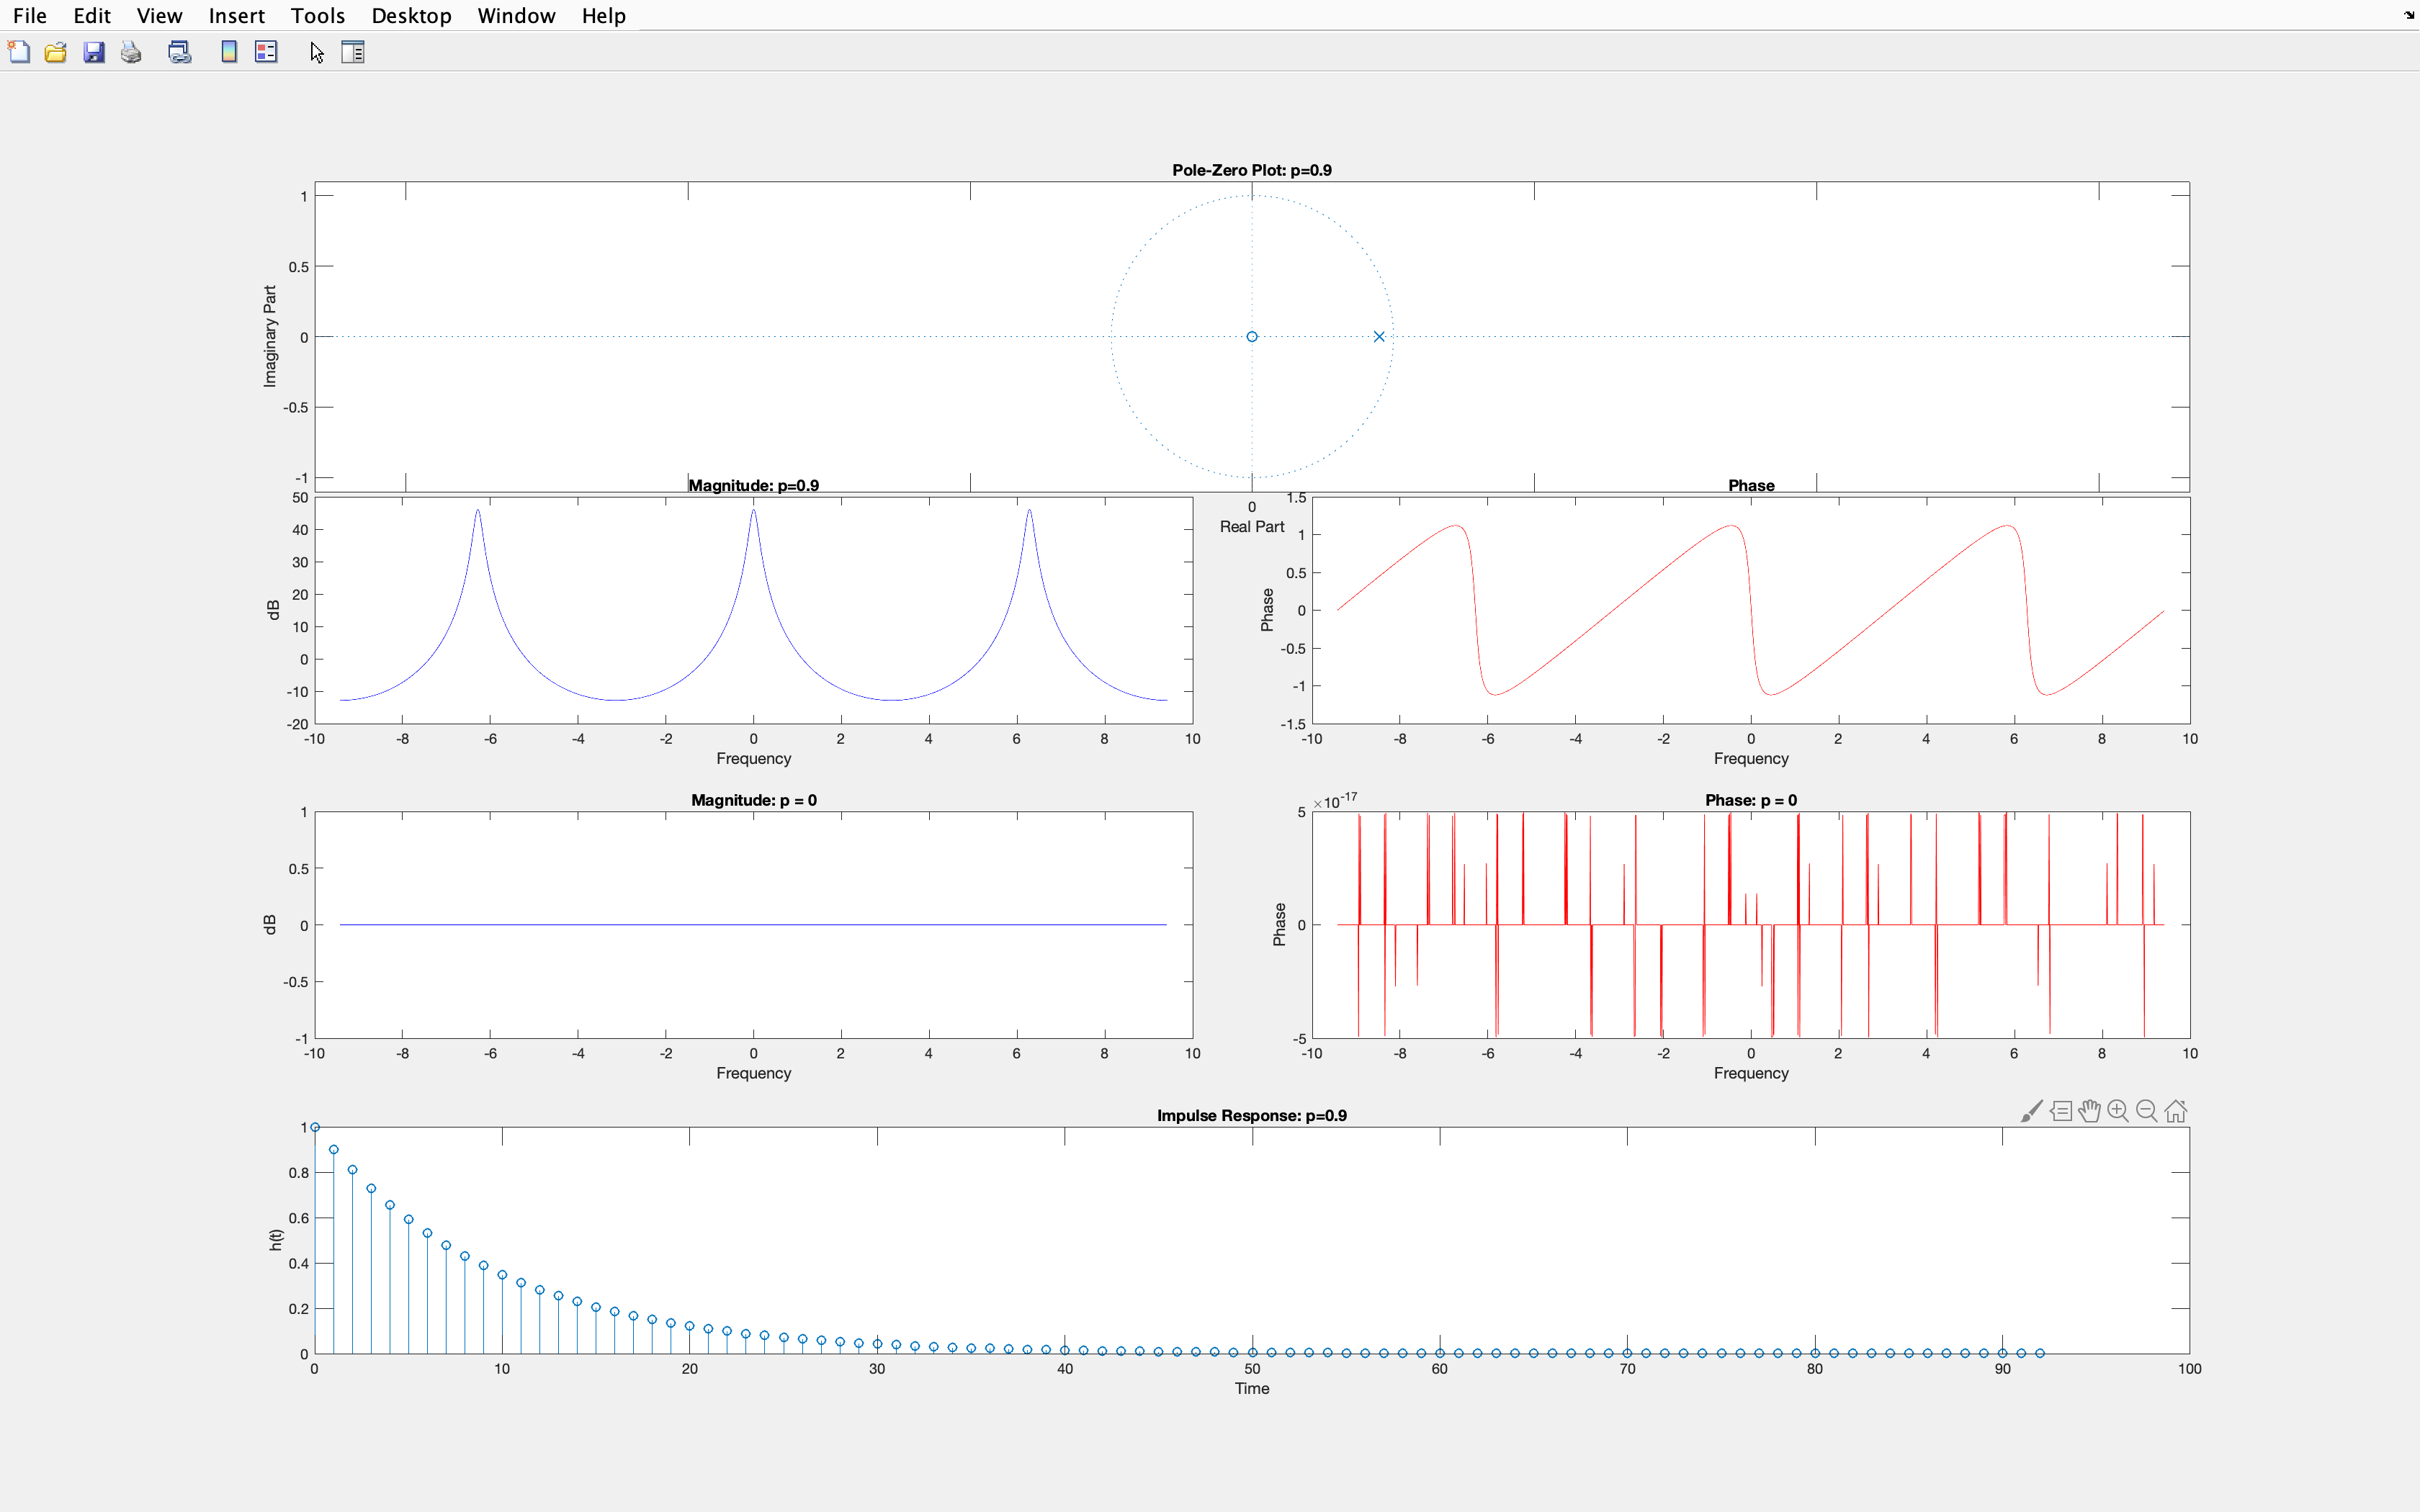 File Edit View Insert Tools Desktop Window Help
Pole-Zero Plot: p=0.9
1
0.5
0
-0.5
-1
Imaginary Part
0
Real Part
Magnitude: p=0.9
50
40
30
20
10
0
-10
-20
dB
-10 -8 -6 -4 -2 0 2 4 6 8 10
Frequency
Phase
1.5
1
0.5
0
-0.5
-1
-1.5
Phase
-10 -8 -6 -4 -2 0 2 4 6 8 10
Frequency
Magnitude: p = 0
1
0.5
0
-0.5
-1
dB
-10 -8 -6 -4 -2 0 2 4 6 8 10
Frequency
Phase: p = 0
×10-17
5
0
-5
Phase
-10 -8 -6 -4 -2 0 2 4 6 8 10
Frequency
Impulse Response: p=0.9
1
0.8
0.6
0.4
0.2
0
h(t)
0 10 20 30 40 50 60 70 80 90 100
Time